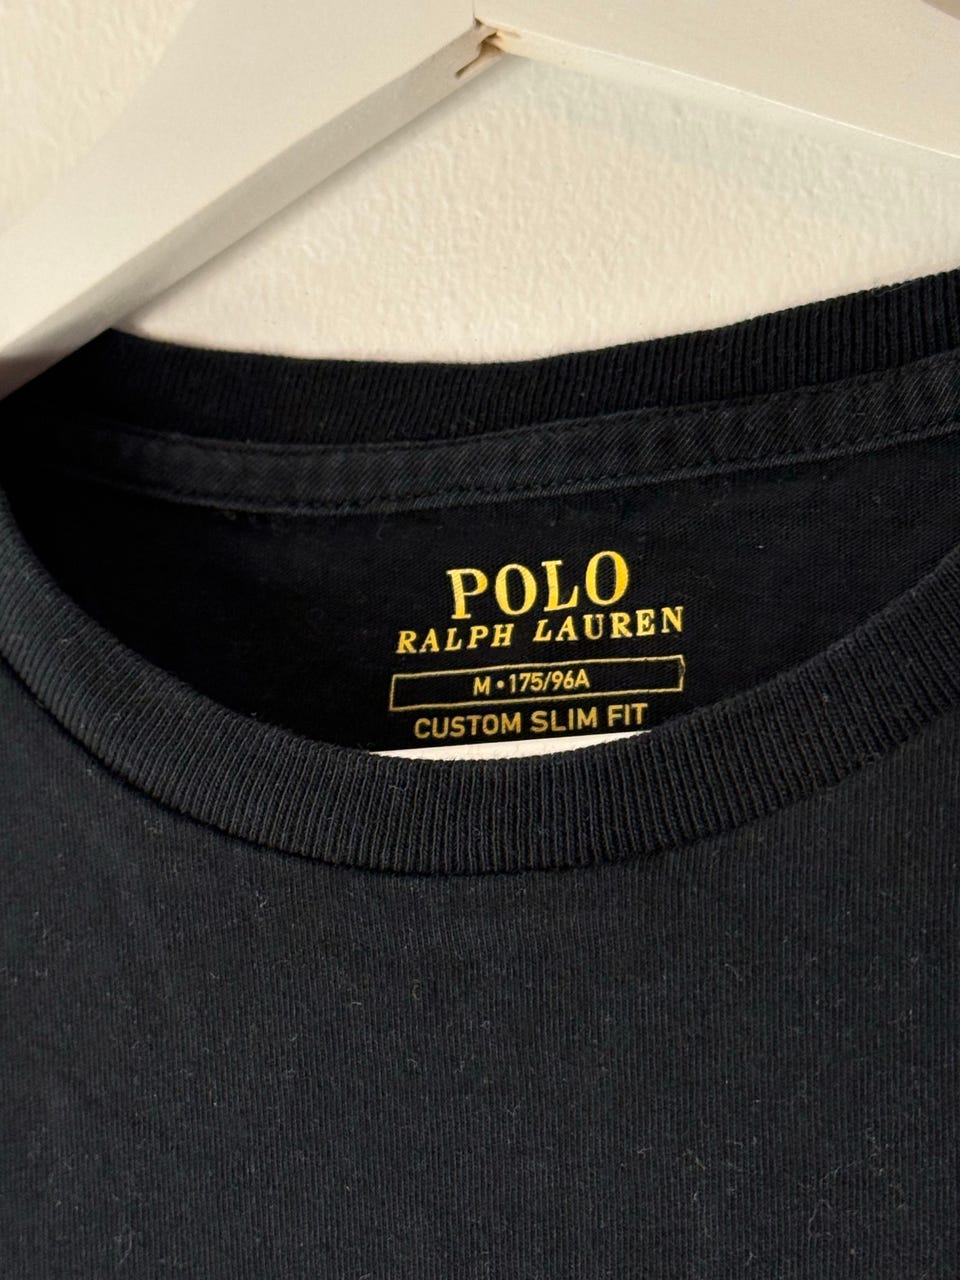 POLO
RALPH LAUREN
M • 175/96A
CUSTOM SLIM FIT